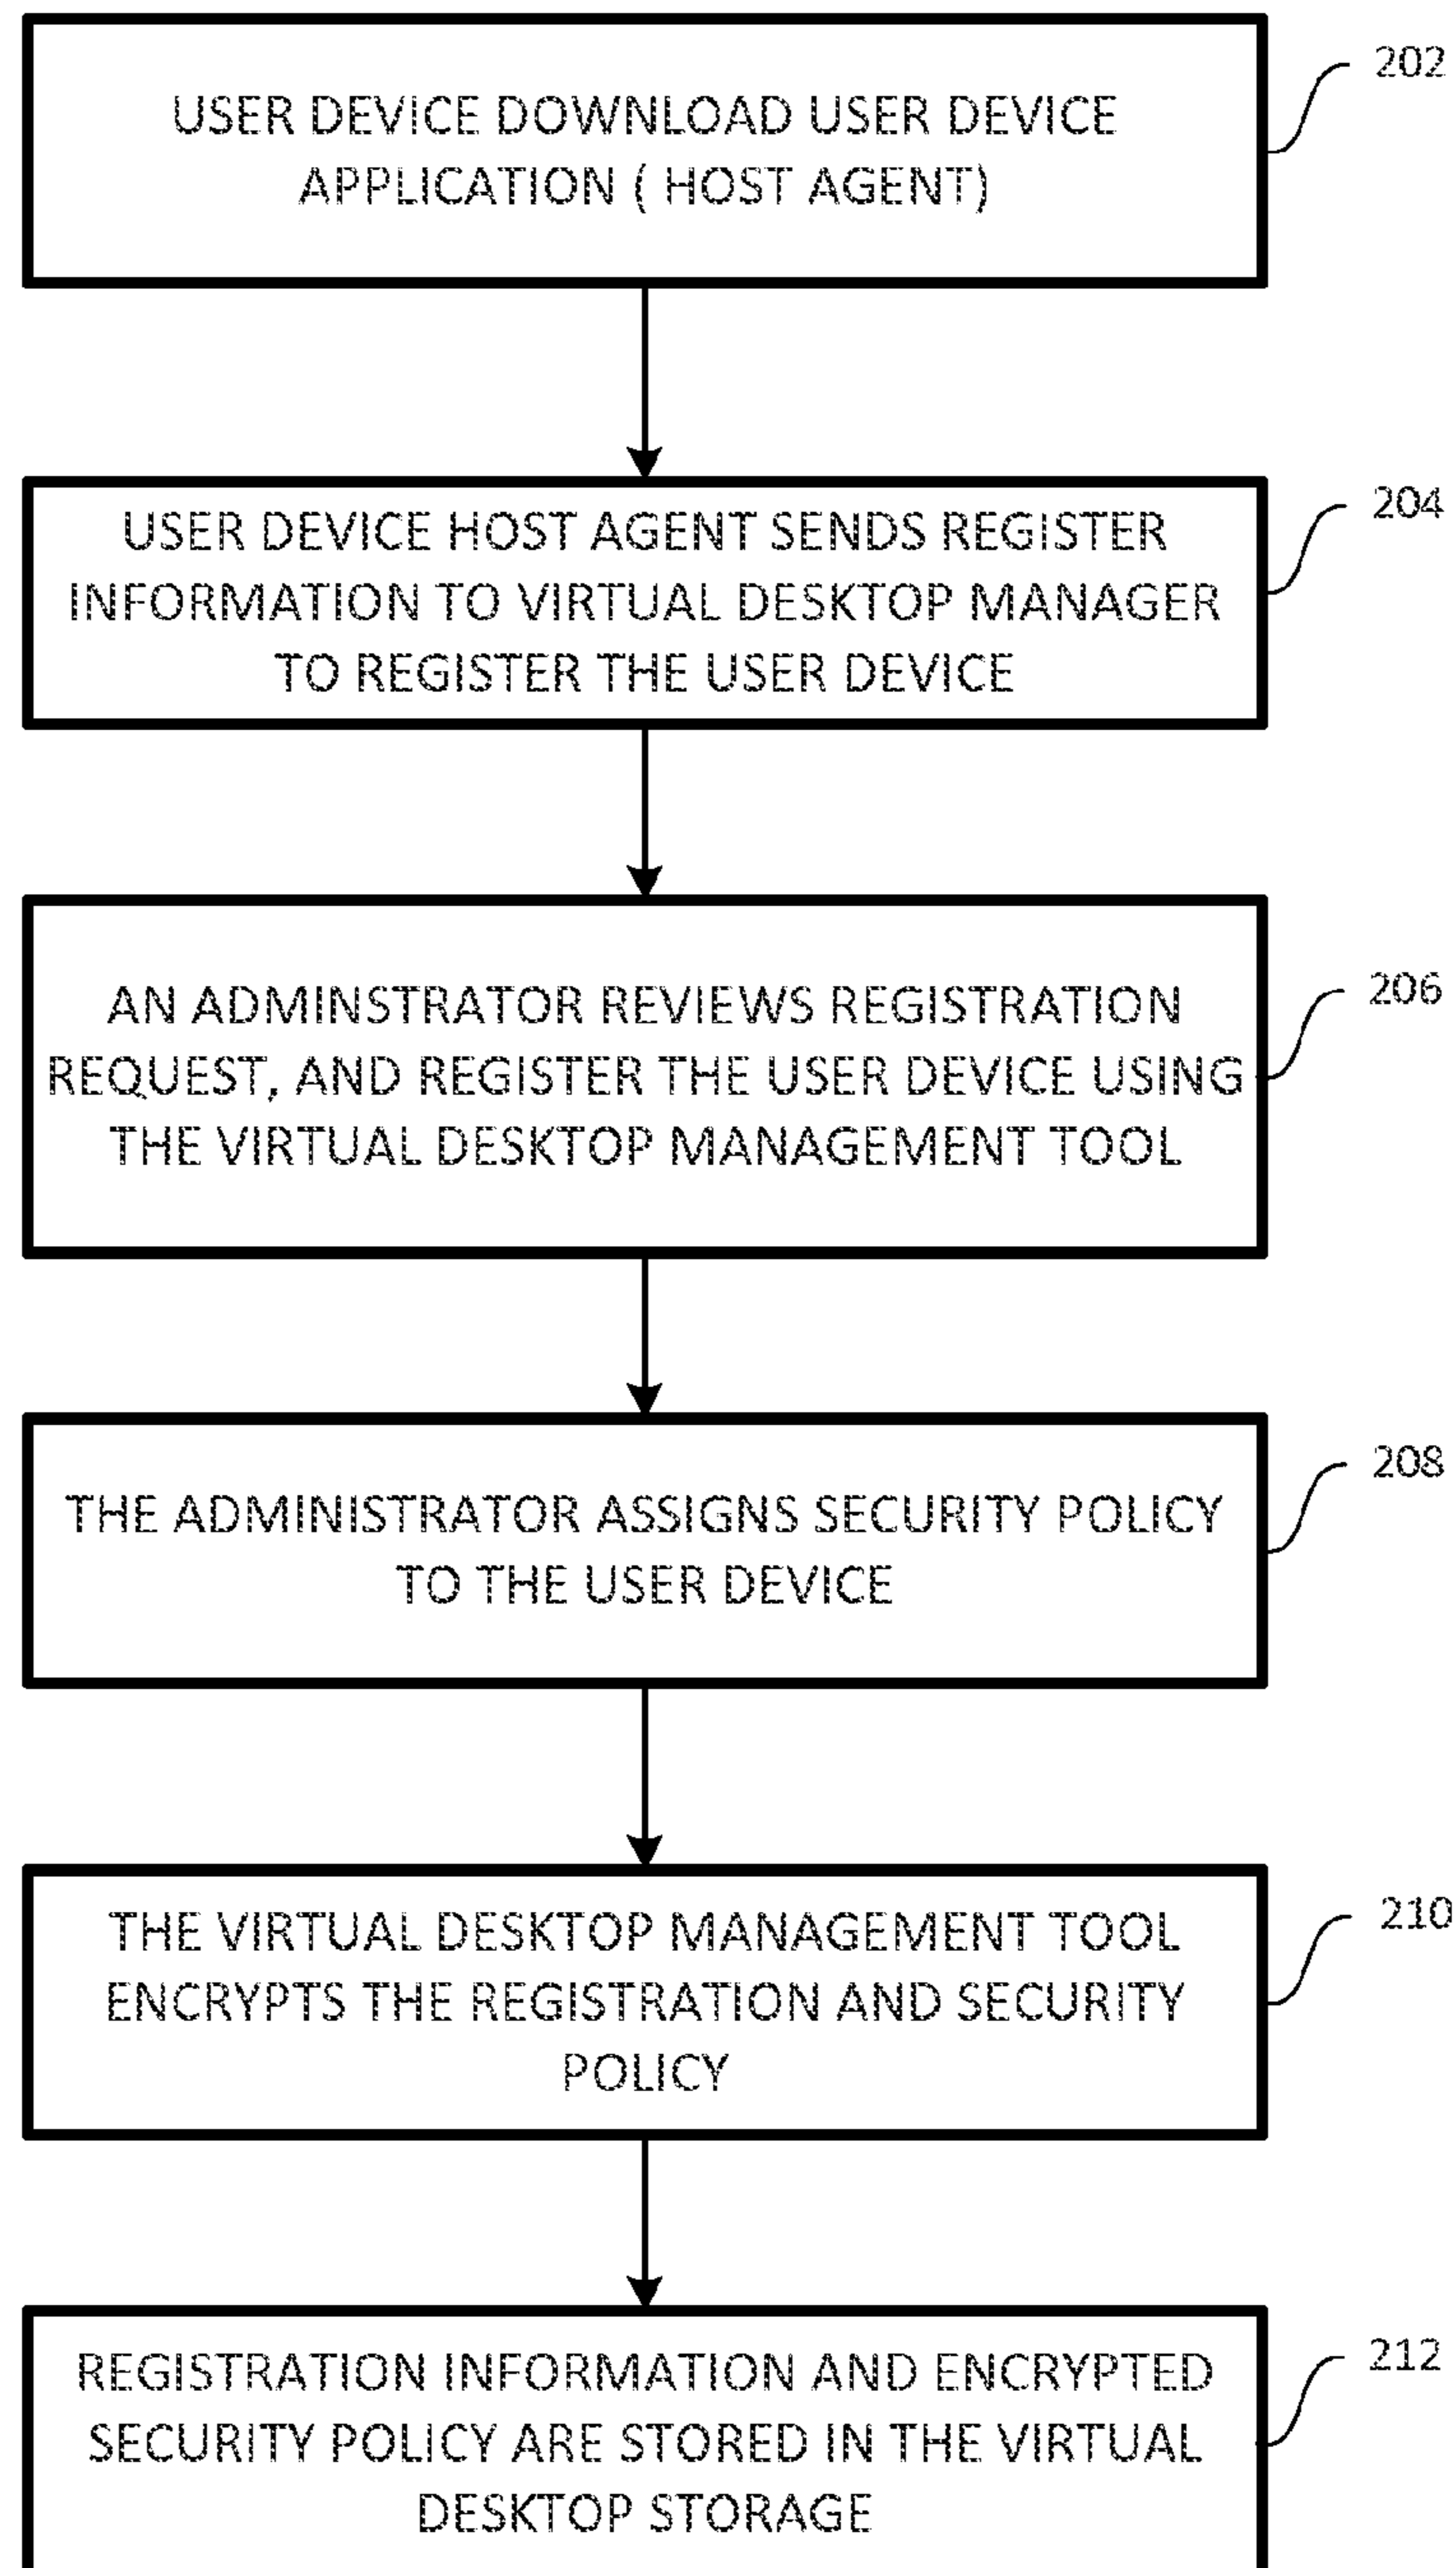 USER DEVICE DOWNLOAD USER DEVICE
APPLICATION ( HOST AGENT)
202
USER DEVICE HOST AGENT SENDS REGISTER
INFORMATION TO VIRTUAL DESKTOP MANAGER
TO REGISTER THE USER DEVICE
204
AN ADMINSTRATOR REVIEWS REGISTRATION
REQUEST, AND REGISTER THE USER DEVICE USING
THE VIRTUAL DESKTOP MANAGEMENT TOOL
206
THE ADMINISTRATOR ASSIGNS SECURITY POLICY
TO THE USER DEVICE
208
THE VIRTUAL DESKTOP MANAGEMENT TOOL
ENCRYPTS THE REGISTRATION AND SECURITY
POLICY
210
REGISTRATION INFORMATION AND ENCRYPTED
SECURITY POLICY ARE STORED IN THE VIRTUAL
DESKTOP STORAGE
212